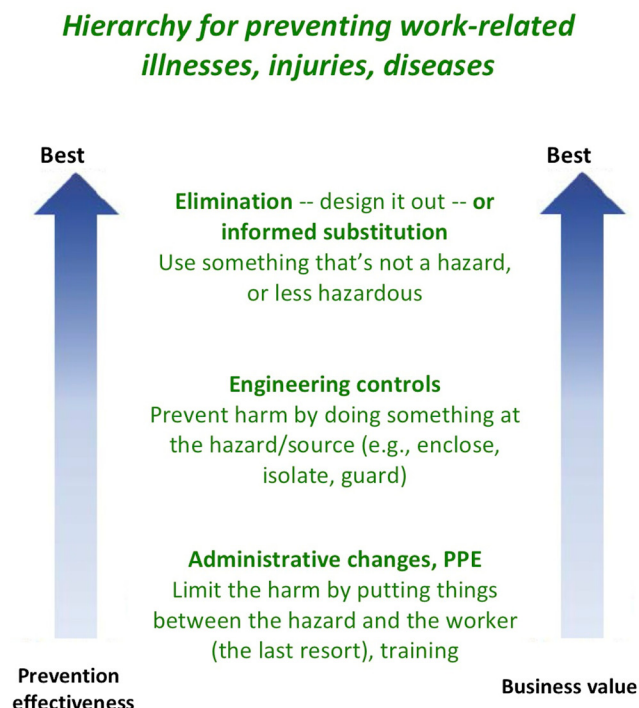 Hierarchy for preventing work-related
illnesses, injuries, diseases
Best
Best
Elimination -- design it out -- or
informed substitution
Use something that’s not a hazard,
or less hazardous
Engineering controls
Prevent harm by doing something at
the hazard/source (e.g., enclose,
isolate, guard)
Administrative changes, PPE
Limit the harm by putting things
between the hazard and the worker
(the last resort), training
Prevention
effectiveness
Business value